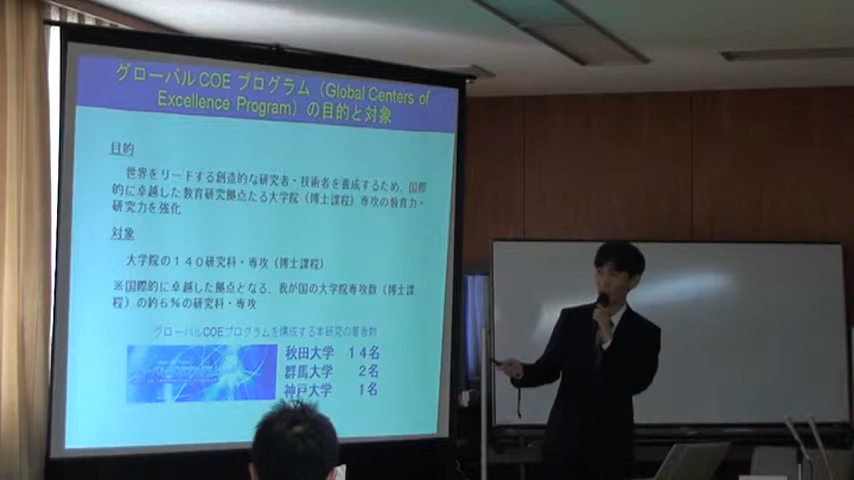 グローバルCOE プログラム（Global Centers of
Excellence Program）の目的と対象
目的
世界をリードする創造的な研究者・技術者を養成するため、国際
的に卓越した教育研究拠点たる大学院（博士課程）専攻の教育力・
研究力を強化
対象
大学院の１４０研究科・専攻（博士課程）
※国際的に卓越した拠点となる、我が国の大学院専攻数（博士課
程）の約６％の研究科・専攻
グローバルCOEプログラムを構成する本研究の著者数
秋田大学　１４名
群馬大学　２名
神戸大学　１名